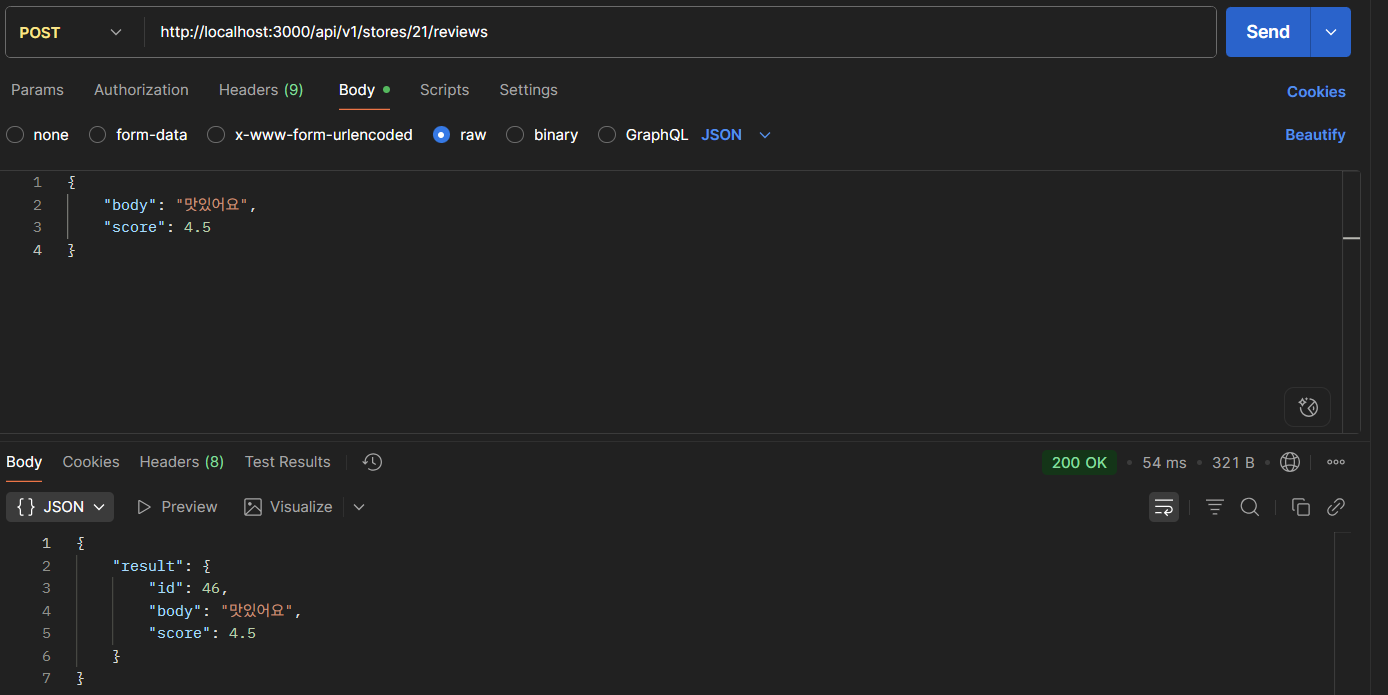 POST http://localhost:3000/api/v1/stores/21/reviews Send
Params Authorization Headers (9) Body Scripts Settings Cookies
none form-data x-www-form-urlencoded raw binary GraphQL JSON Beautify
1 {
2 "body": "맛있어요",
3 "score": 4.5
4 }
Body Cookies Headers (8) Test Results 200 OK 54 ms 321 B
{} JSON Preview Visualize
1 {
2 "result": {
3 "id": 46,
4 "body": "맛있어요",
5 "score": 4.5
6 }
7 }